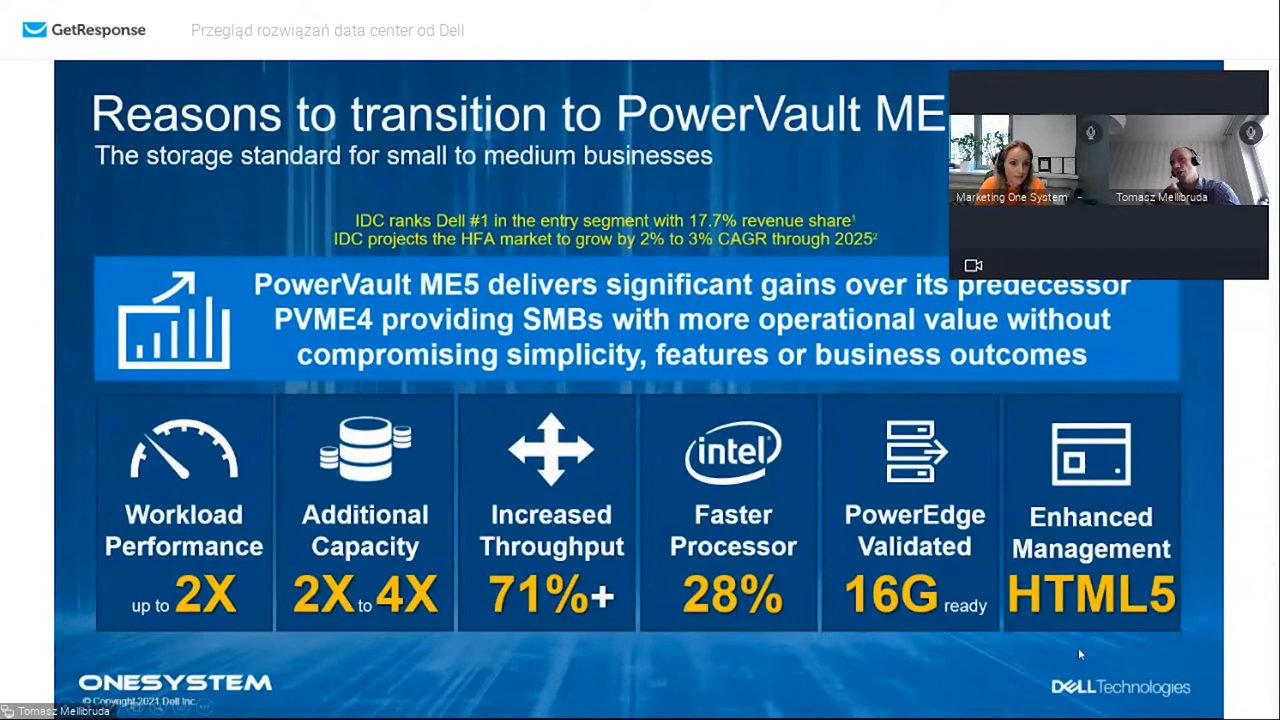 GetResponse
Przegląd rozwiązań data center od Dell
Reasons to transition to PowerVault ME
The storage standard for small to medium businesses
IDC ranks Dell #1 in the entry segment with 17.7% revenue share¹
IDC projects the HFA market to grow by 2% to 3% CAGR through 2025²
Marketing One System
Tomasz Mellibruda
PowerVault ME5 delivers significant gains over its predecessor
PVME4 providing SMBs with more operational value without
compromising simplicity, features or business outcomes
Workload
Performance
up to 2X
Additional
Capacity
2X to 4X
Increased
Throughput
71%+
intel
Faster
Processor
28%
PowerEdge
Validated
16G ready
Enhanced
Management
HTML5
ONESYSTEM
© Copyright 2021 Dell Inc.
DELLTechnologies
Tomasz Mellibruda